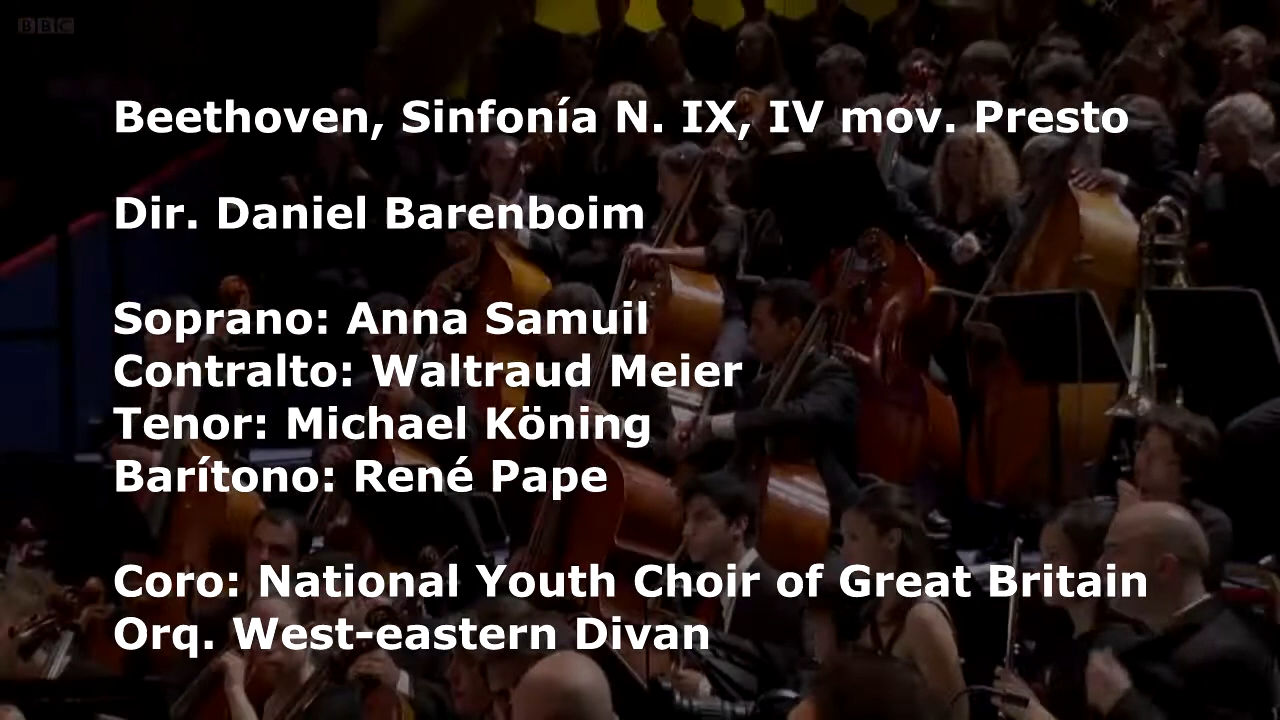 BBC
Beethoven, Sinfonía N. IX, IV mov. Presto
Dir. Daniel Barenboim
Soprano: Anna Samuil
Contralto: Waltraud Meier
Tenor: Michael Köning
Barítono: René Pape
Coro: National Youth Choir of Great Britain
Orq. West-eastern Divan